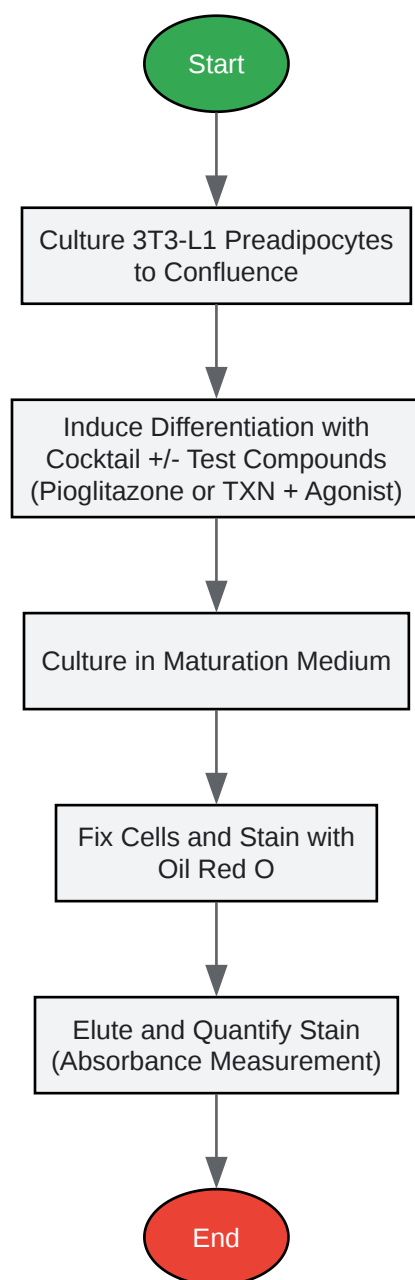 Start
Culture 3T3-L1 Preadipocytes
to Confluence
Induce Differentiation with
Cocktail +/- Test Compounds
(Pioglitazone or TXN + Agonist)
Culture in Maturation Medium
Fix Cells and Stain with
Oil Red O
Elute and Quantify Stain
(Absorbance Measurement)
End